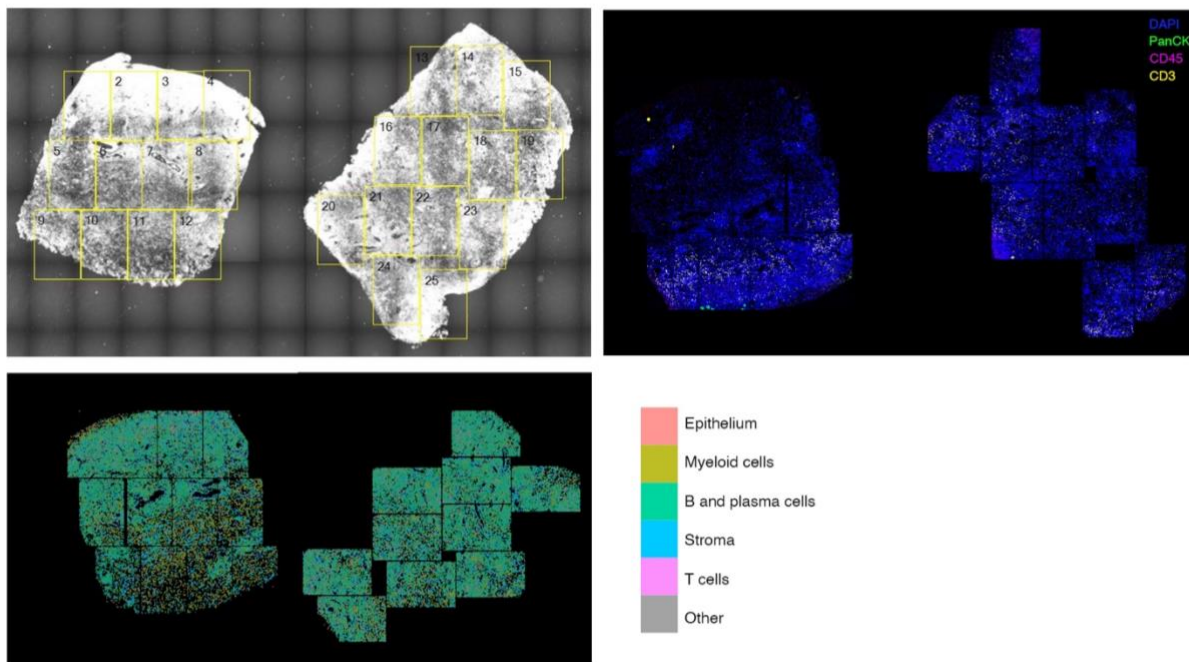 1 2 3 4
5 6 7 8
9 10 11 12
13 14 15
16 17 18 19
20 21 22 23
24 25
DAPI
PanCK
CD45
CD3
Epithelium
Myeloid cells
B and plasma cells
Stroma
T cells
Other